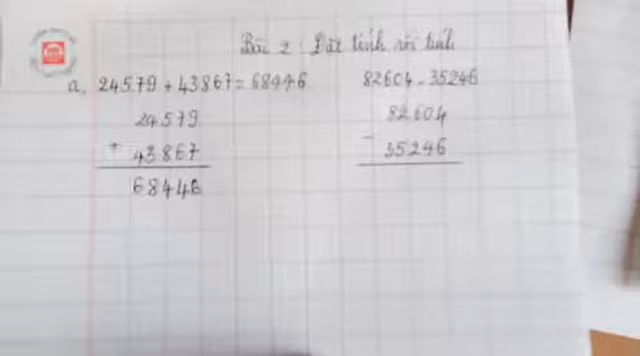 Bài 2: Đặt tính rồi tính
a, 24579 + 43867 = 68446 82604 - 35246
24579 82604
+ -
43867 35246
68446